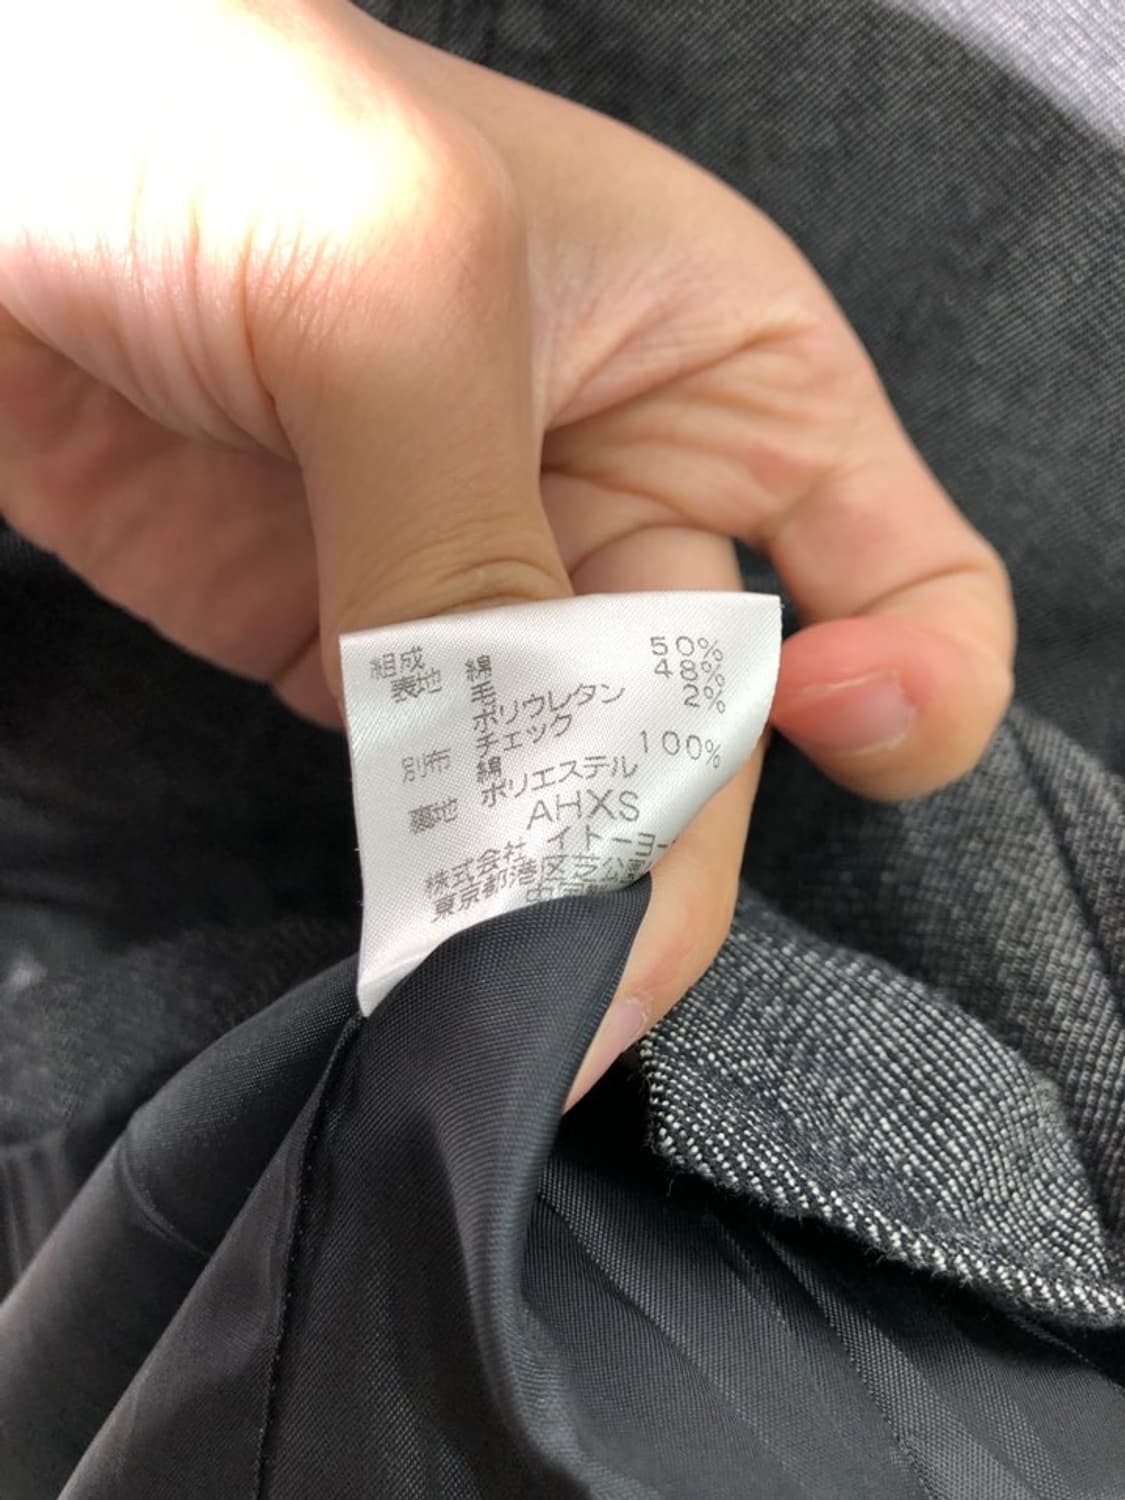 組成
表地 綿 50%
毛 48%
ポリウレタン 2%
チェック
別布 綿 100%
裏地 ポリエステル
AHXS
株式会社 イトーヨー
東京都港区芝公園